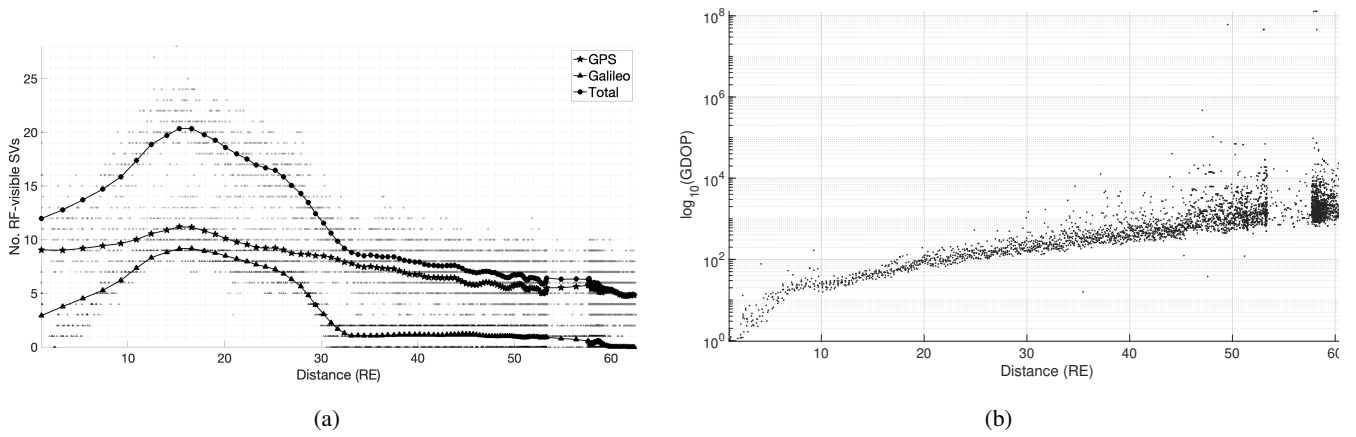 No. RF-visible SVs
25
20
15
10
5
0
GPS
Galileo
Total
10 20 30 40 50 60
Distance (RE)
(a)
log10(GDOP)
10^8
10^6
10^4
10^2
10^0
10 20 30 40 50 60
Distance (RE)
(b)